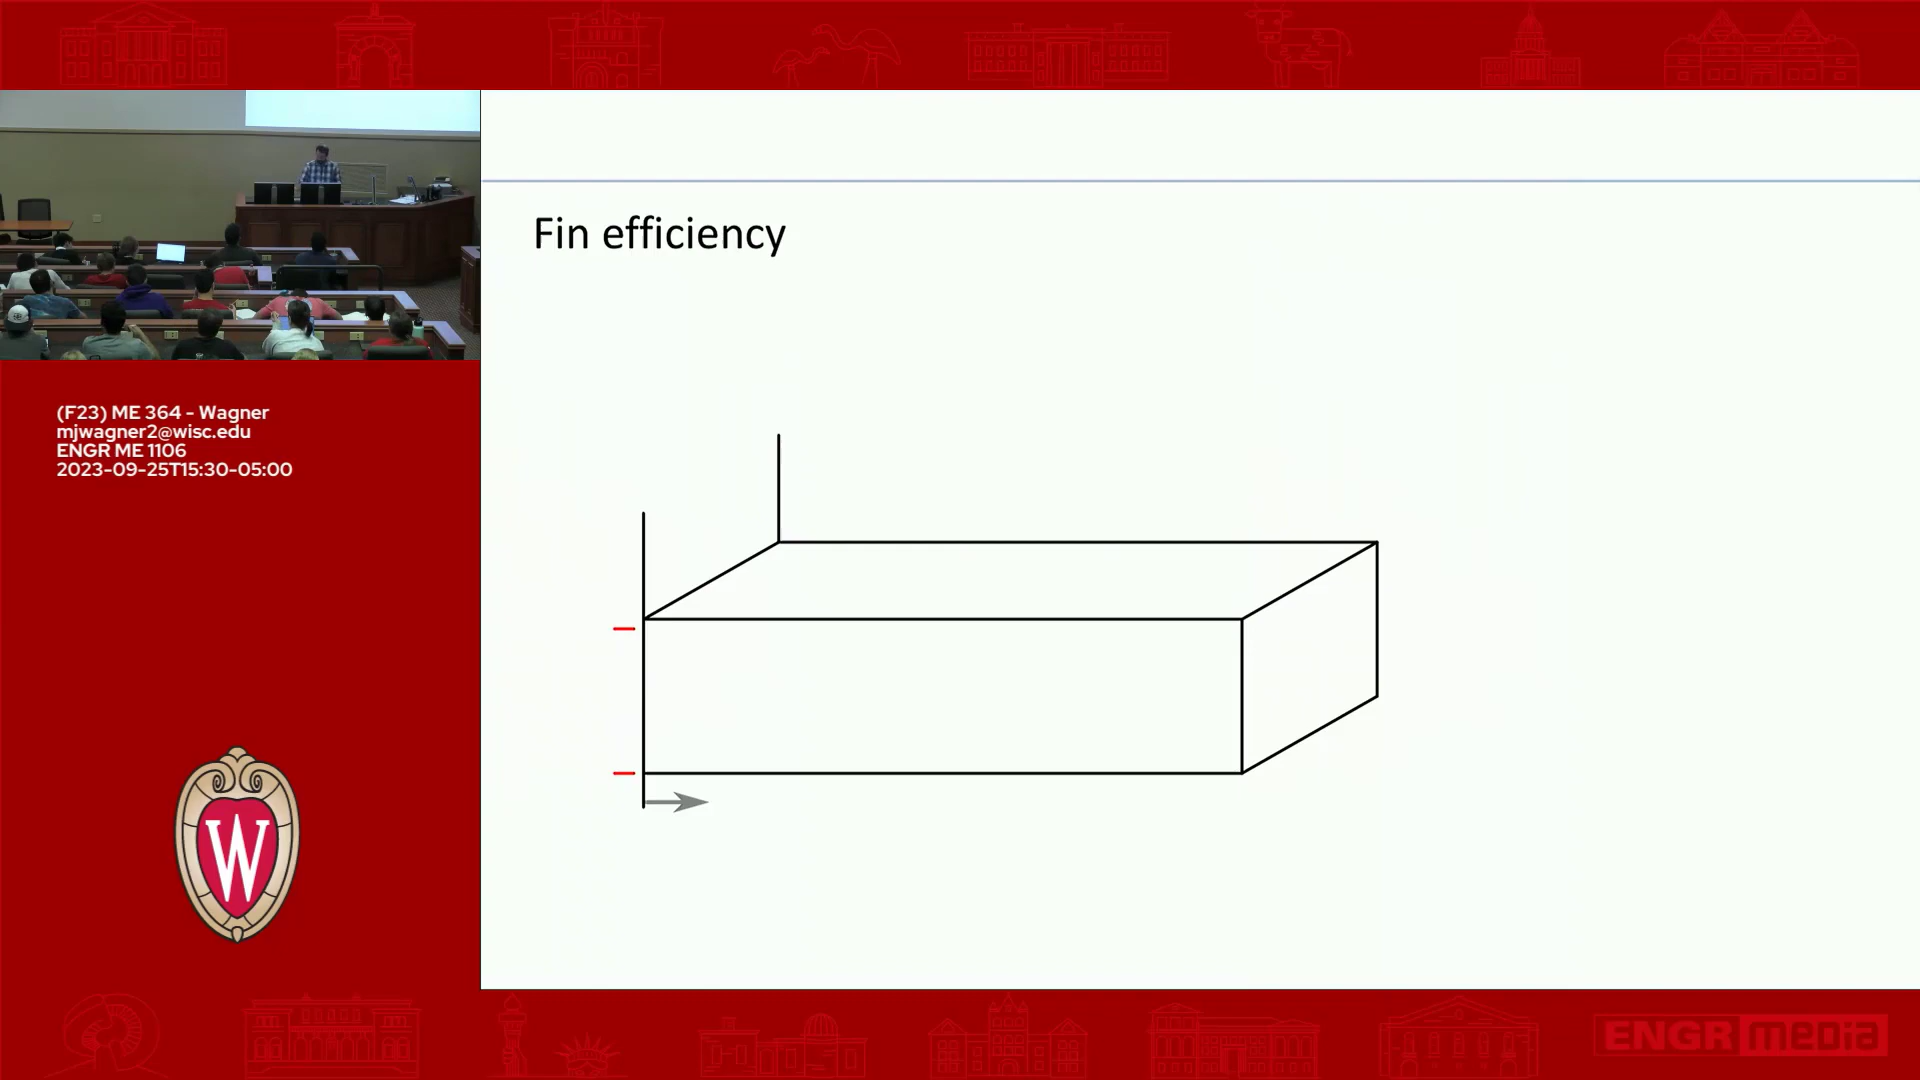 Fin efficiency
(F23) ME 364 - Wagner
mjwagner2@wisc.edu
ENGR ME 1106
2023-09-25T15:30-05:00
W
ENGR media